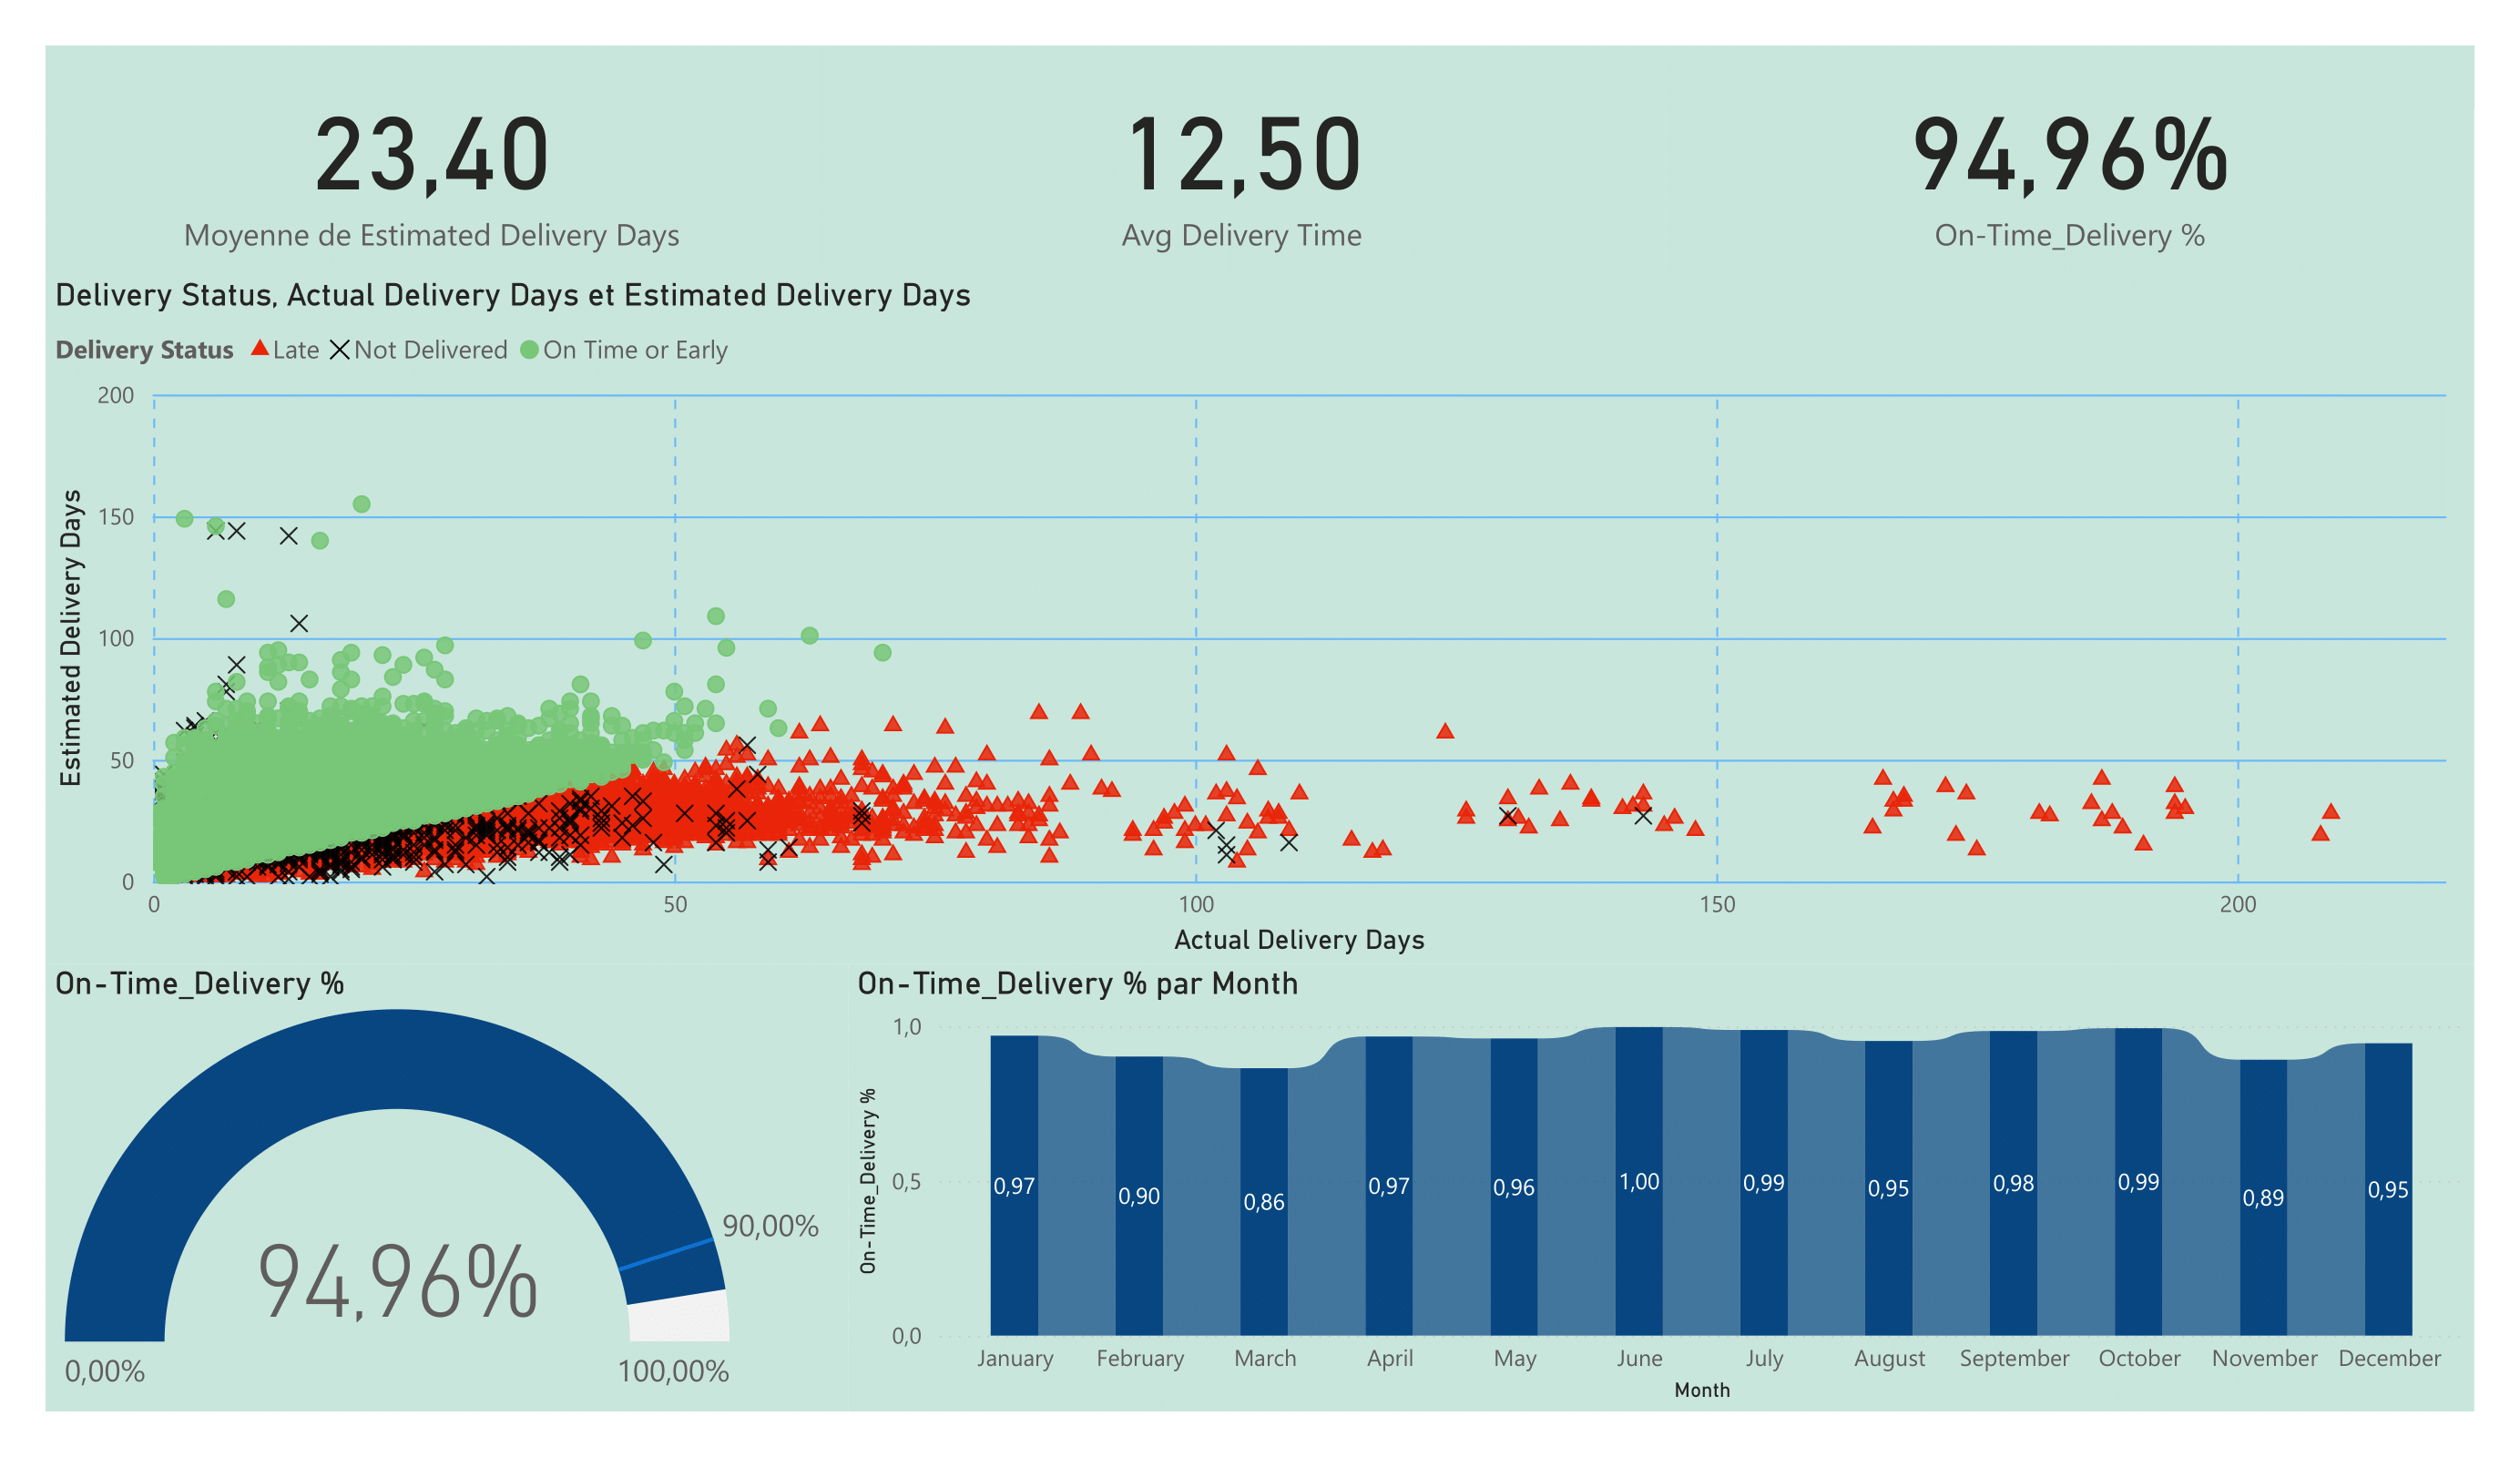 23,40
Moyenne de Estimated Delivery Days
12,50
Avg Delivery Time
94,96%
On-Time_Delivery %
Delivery Status, Actual Delivery Days et Estimated Delivery Days
Delivery Status Late Not Delivered On Time or Early
Estimated Delivery Days
200
150
100
50
0
0 50 100 150 200
Actual Delivery Days
On-Time_Delivery %
90,00%
94,96%
0,00% 100,00%
On-Time_Delivery % par Month
On-Time_Delivery %
1,0
0,5
0,0
0,97 0,90 0,86 0,97 0,96 1,00 0,99 0,95 0,98 0,99 0,89 0,95
January February March April May June July August September October November December
Month